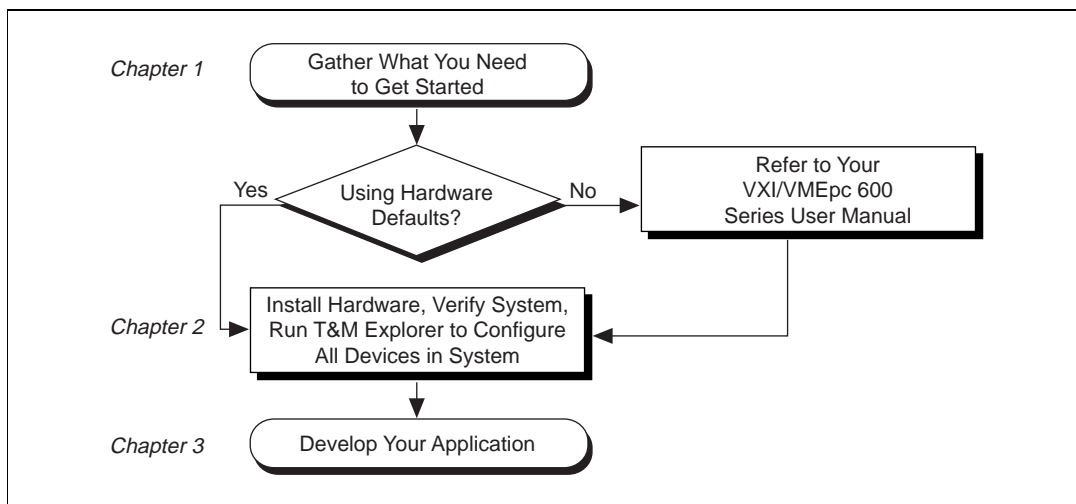 Chapter 1
Gather What You Need
to Get Started
Yes
Using Hardware
Defaults?
No
Refer to Your
VXI/VMEpc 600
Series User Manual
Chapter 2
Install Hardware, Verify System,
Run T&M Explorer to Configure
All Devices in System
Chapter 3
Develop Your Application